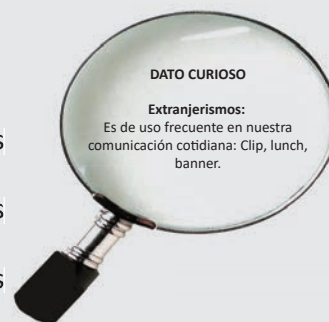 DATO CURIOSO
Extranjerismos:
Es de uso frecuente en nuestra
comunicación cotidiana: Clip, lunch,
banner.
s
s
s